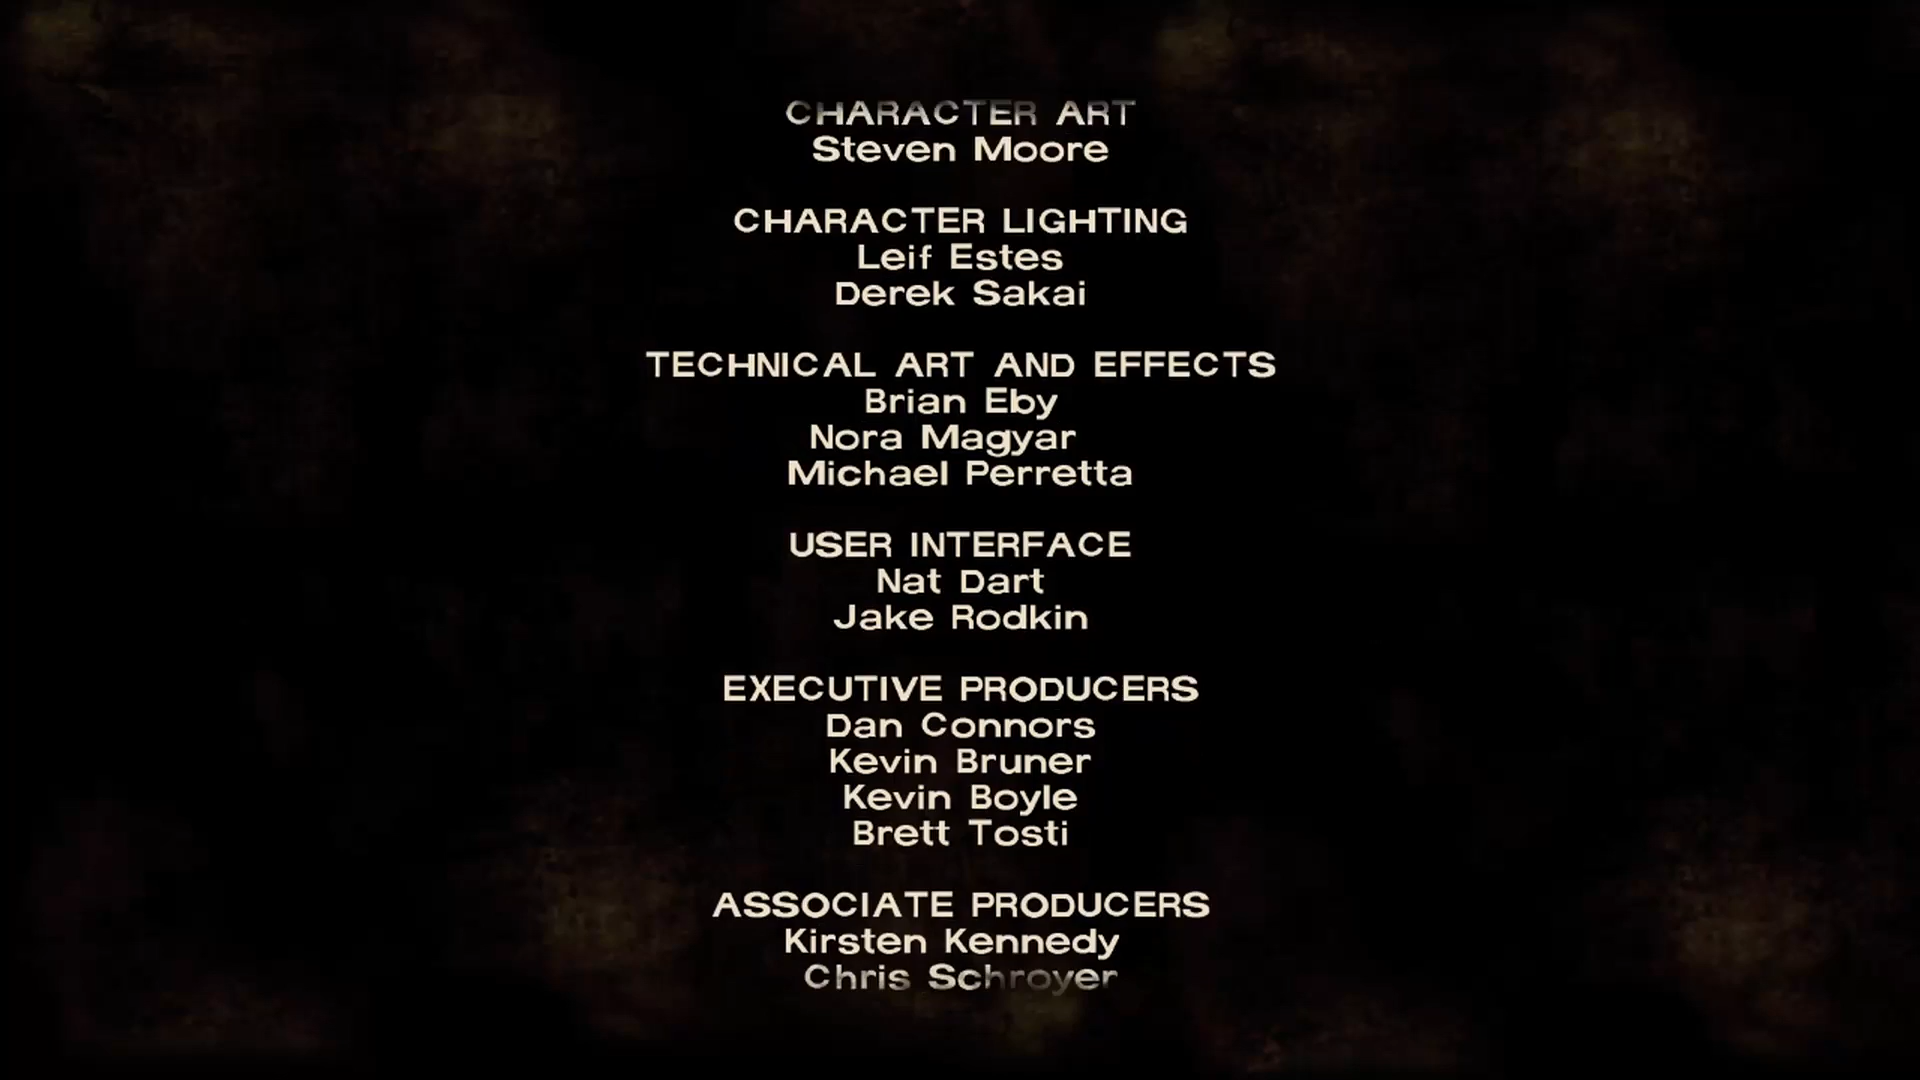 CHARACTER ART
Steven Moore
CHARACTER LIGHTING
Leif Estes
Derek Sakai
TECHNICAL ART AND EFFECTS
Brian Eby
Nora Magyar
Michael Perretta
USER INTERFACE
Nat Dart
Jake Rodkin
EXECUTIVE PRODUCERS
Dan Connors
Kevin Bruner
Kevin Boyle
Brett Tosti
ASSOCIATE PRODUCERS
Kirsten Kennedy
Chris Schroyer